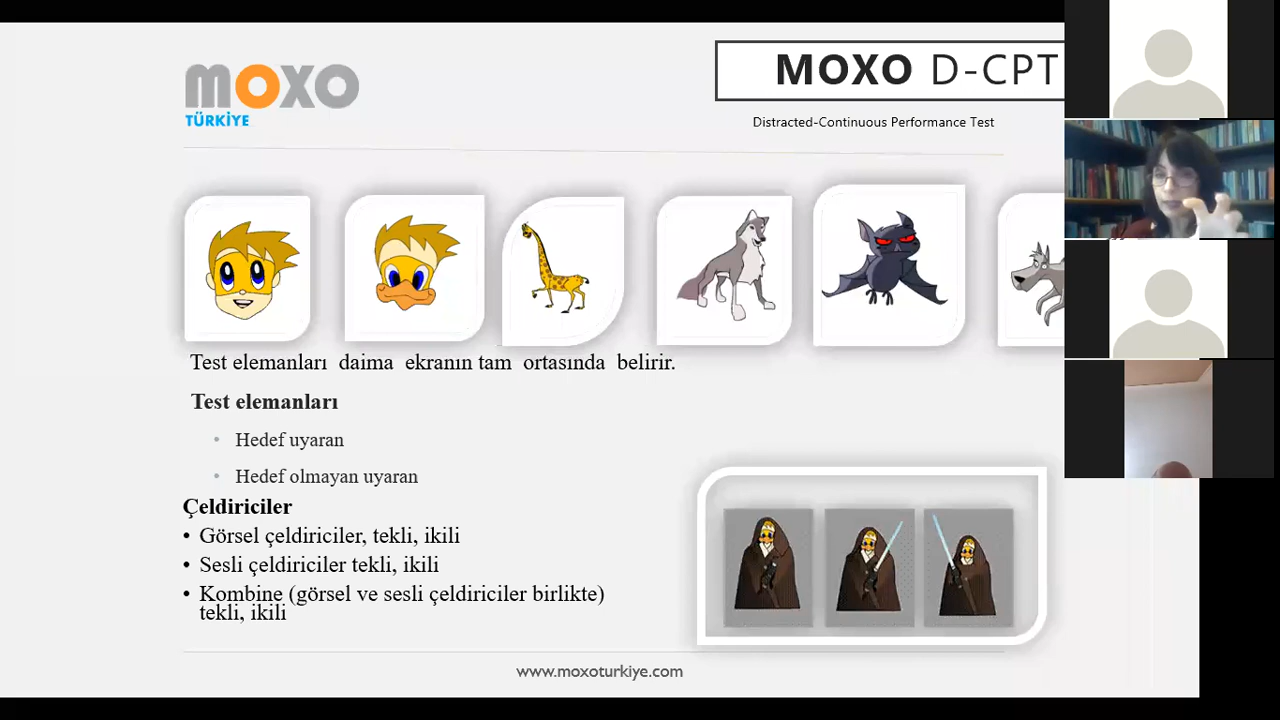 moxo
TÜRKİYE
MOXO D-CPT
Distracted-Continuous Performance Test
Test elemanları daima ekranın tam ortasında belirir.
Test elemanları
• Hedef uyaran
• Hedef olmayan uyaran
Çeldiriciler
• Görsel çeldiriciler, tekli, ikili
• Sesli çeldiriciler tekli, ikili
• Kombine (görsel ve sesli çeldiriciler birlikte)
tekli, ikili
www.moxoturkiye.com